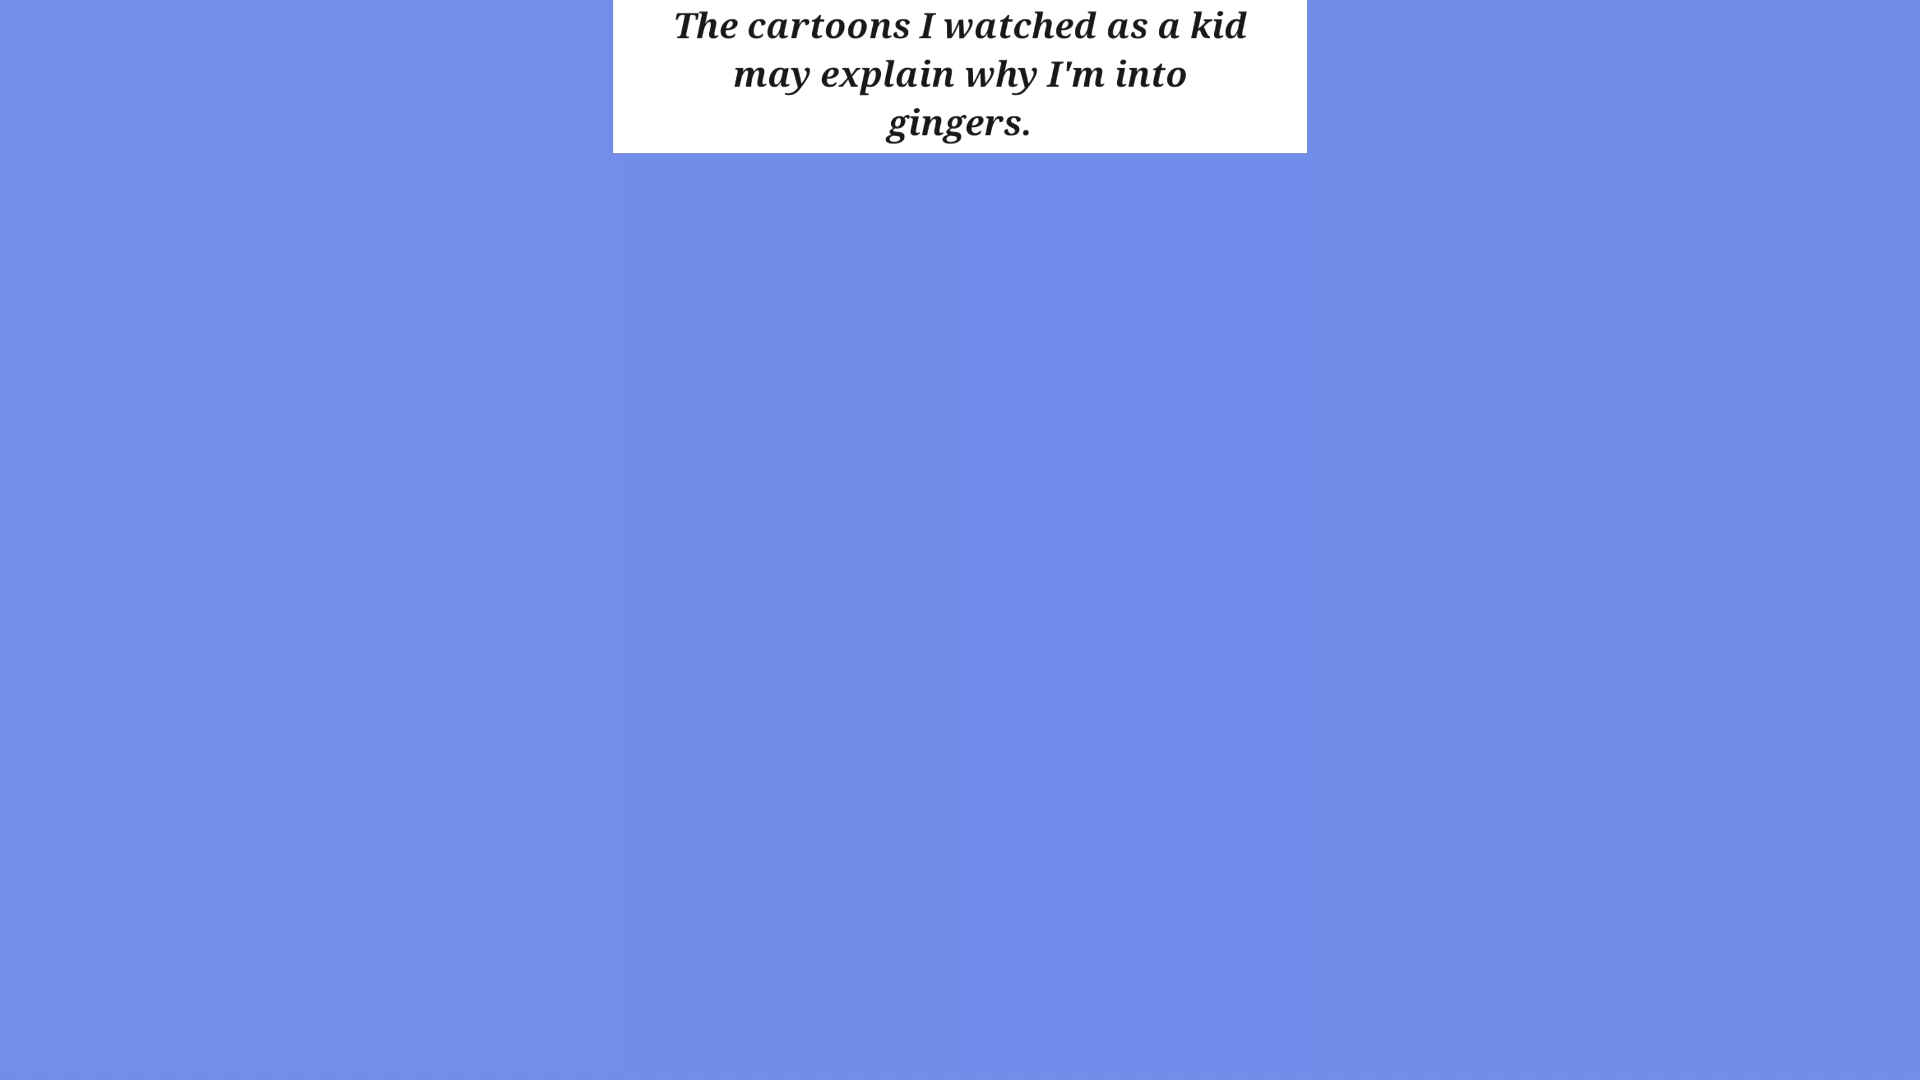 The cartoons I watched as a kid
may explain why I'm into
gingers.